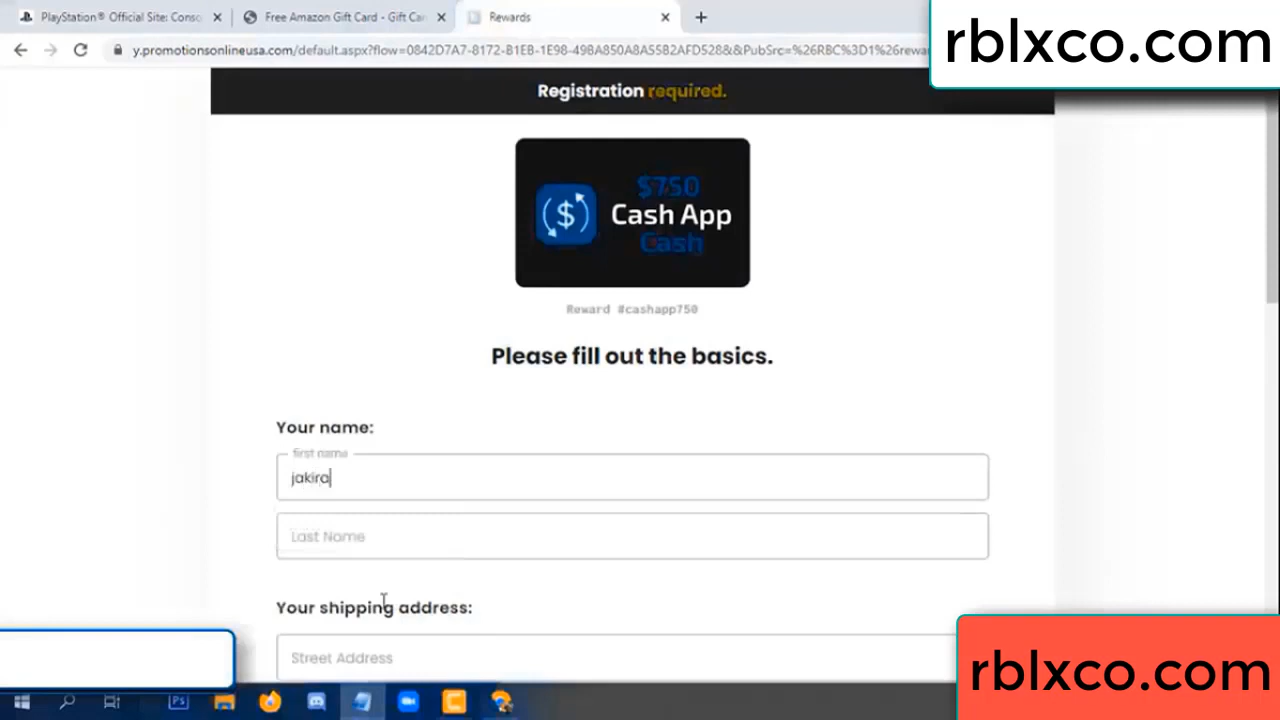 PlayStation® Official Site: Conso
Free Amazon Gift Card - Gift Car
Rewards
rblxco.com
y.promotionsonlineusa.com/default.aspx?flow=0842D7A7-8172-B1EB-1E98-49BA850A8A55B2AFD528&&PubSrc=%26RBC%3D1%26rewar
Registration required.
$750
Cash App
Cash
Reward #cashapp750
Please fill out the basics.
Your name:
first name
jakira
Last Name
Your shipping address:
Street Address
rblxco.com
Ps